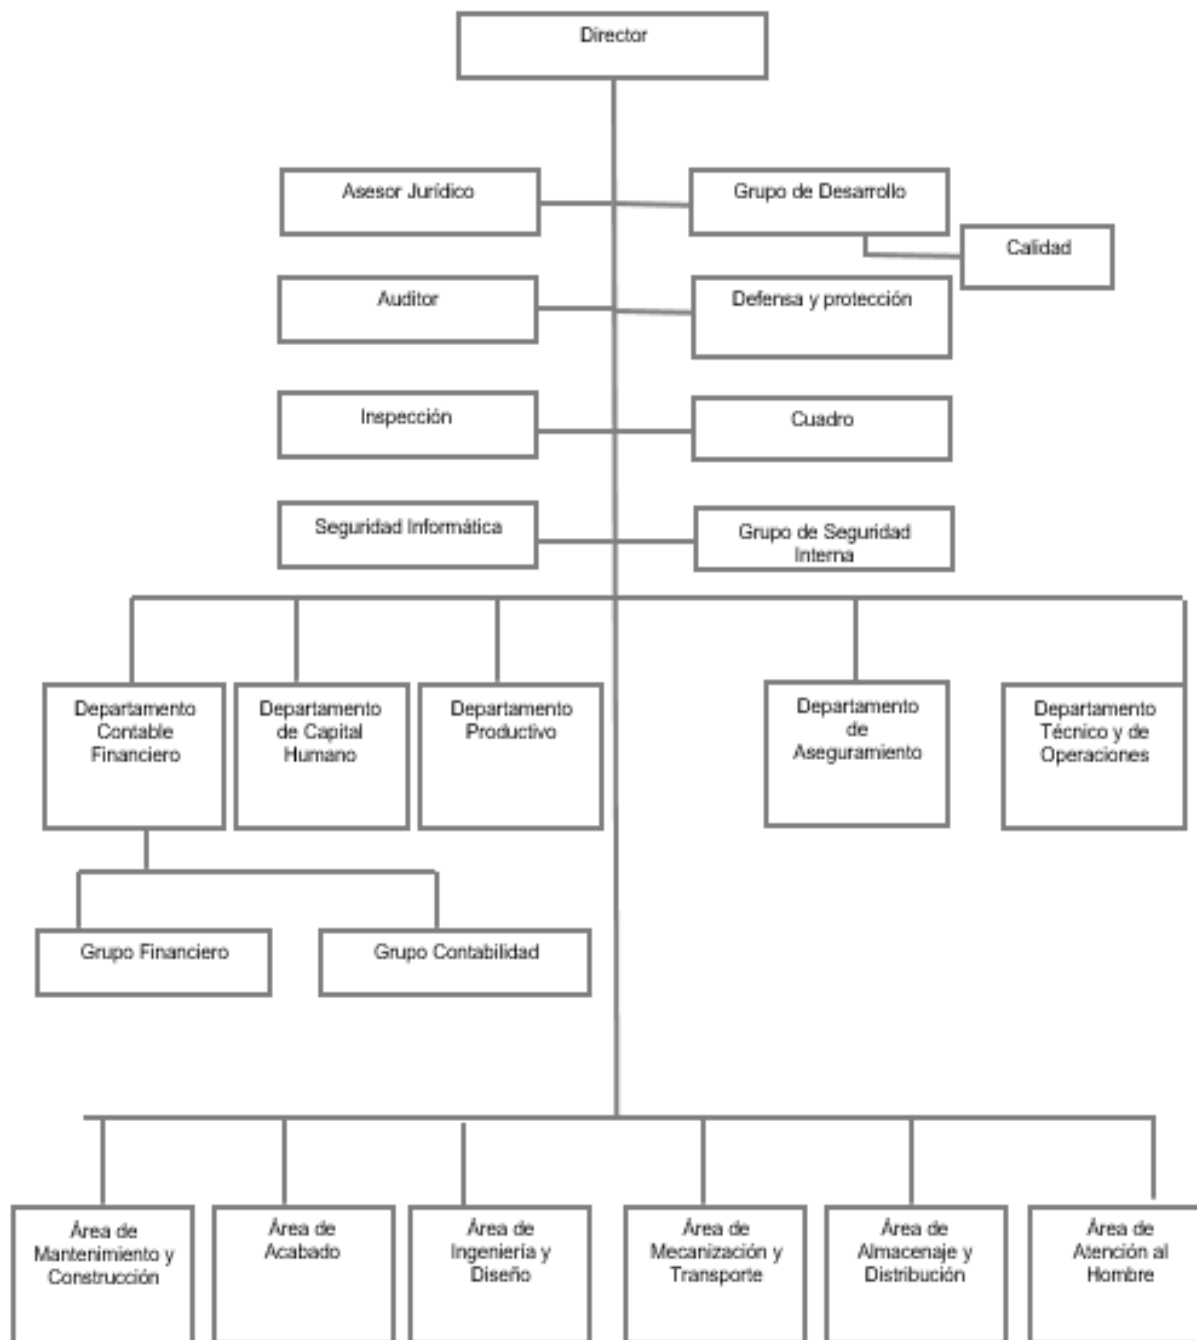 Director
Asesor Jurídico
Grupo de Desarrollo
Calidad
Auditor
Defensa y protección
Inspección
Cuadro
Seguridad Informática
Grupo de Seguridad
Interna
Departamento
Contable
Financiero
Departamento
de Capital
Humano
Departamento
Productivo
Departamento
de
Aseguramiento
Departamento
Técnico y de
Operaciones
Grupo Financiero
Grupo Contabilidad
Área de
Mantenimiento y
Construcción
Área de
Acabado
Área de
Ingeniería y
Diseño
Área de
Mecanización y
Transporte
Área de
Almacenaje y
Distribución
Área de
Atención al
Hombre